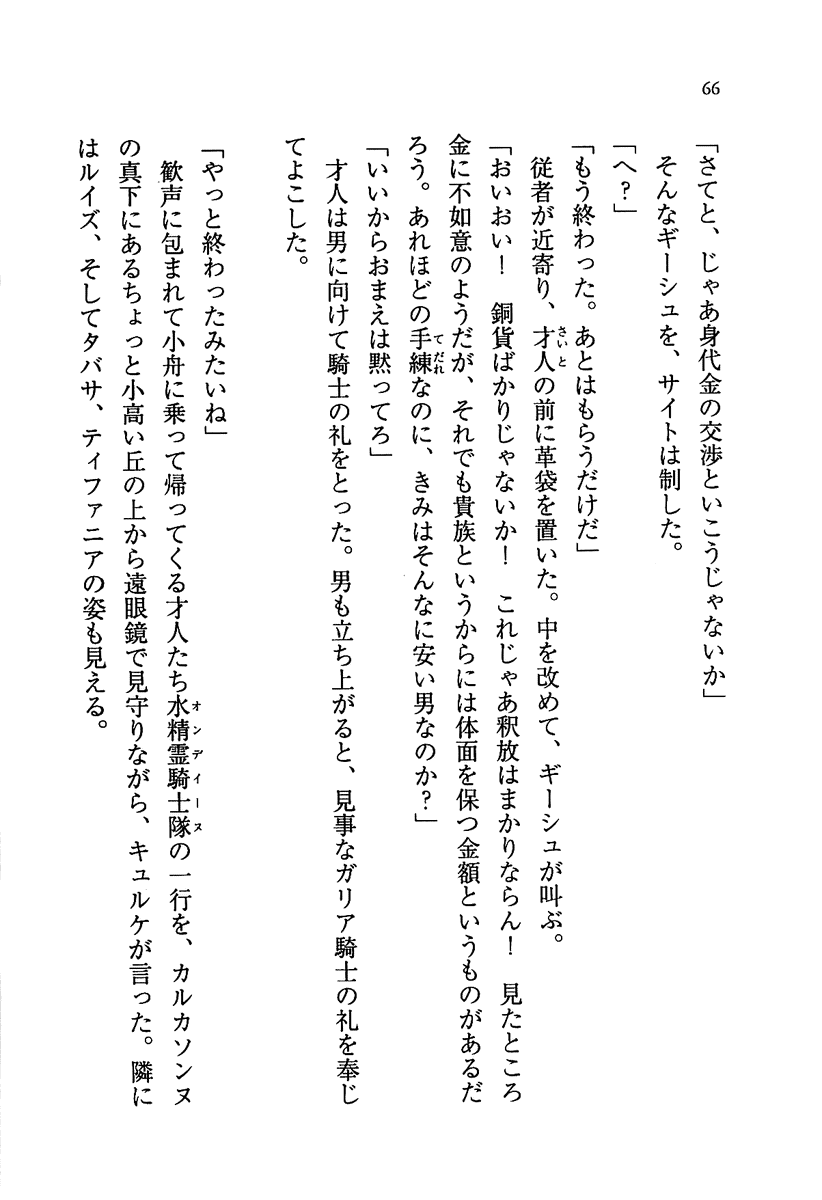 66
「さてと、じゃあ身代金の交渉といこうじゃないか」
そんなギーシュを、サイトは制した。
「へ？」
「もう終わった。あとはもらうだけだ」
従者が近寄り、才人の前に革袋を置いた。中を改めて、ギーシュが叫ぶ。
さいと
「おいおい！　銅貨ばかりじゃないか！　これじゃあ釈放はまかりならん！　見たところ
金に不如意のようだが、それでも貴族というからには体面を保つ金額というものがあるだ
ろう。あれほどの手練なのに、きみはそんなに安い男なのか？」
てだれ
「いいからおまえは黙ってろ」
才人は男に向けて騎士の礼をとった。男も立ち上がると、見事なガリア騎士の礼を奉じ
てよこした。
「やっと終わったみたいね」
歓声に包まれて小舟に乗って帰ってくる才人たち水精霊騎士隊の一行を、カルカソンヌ
オンディーヌ
の真下にあるちょっと小高い丘の上から遠眼鏡で見守りながら、キュルケが言った。隣に
はルイズ、そしてタバサ、ティファニアの姿も見える。